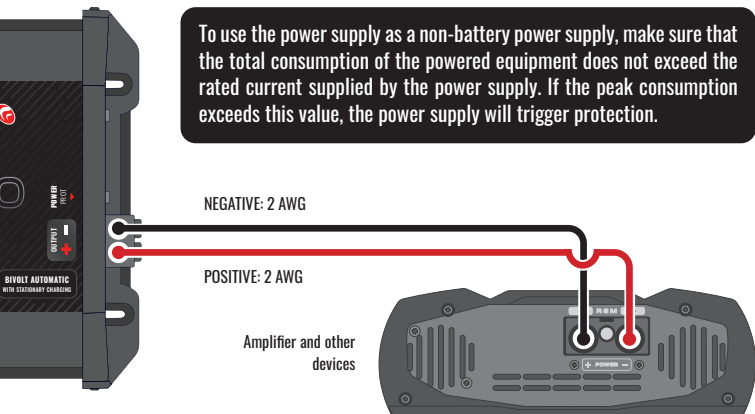 To use the power supply as a non-battery power supply, make sure that
the total consumption of the powered equipment does not exceed the
rated current supplied by the power supply. If the peak consumption
exceeds this value, the power supply will trigger protection.
POWER
PILOT
NEGATIVE: 2 AWG
OUTPUT
+ −
POSITIVE: 2 AWG
BIVOLT AUTOMATIC
WITH STATIONARY CHARGING
Amplifier and other
devices
REM
+ POWER −